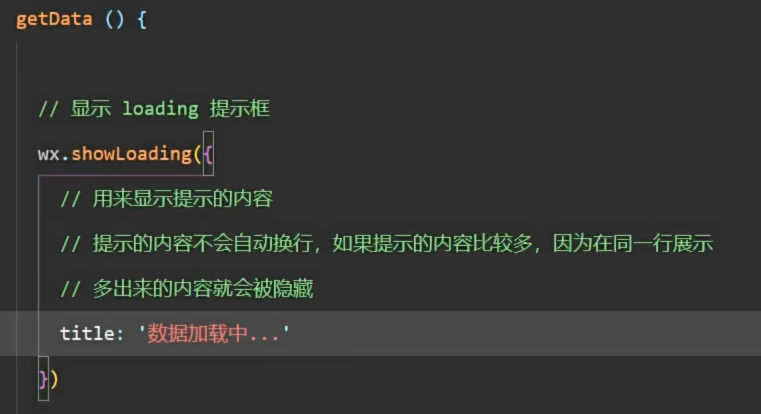 getData () {
// 显示 loading 提示框
wx.showLoading({
// 用来显示提示的内容
// 提示的内容不会自动换行，如果提示的内容比较多，因为在同一行展示
// 多出来的内容就会被隐藏
title: '数据加载中...'
})